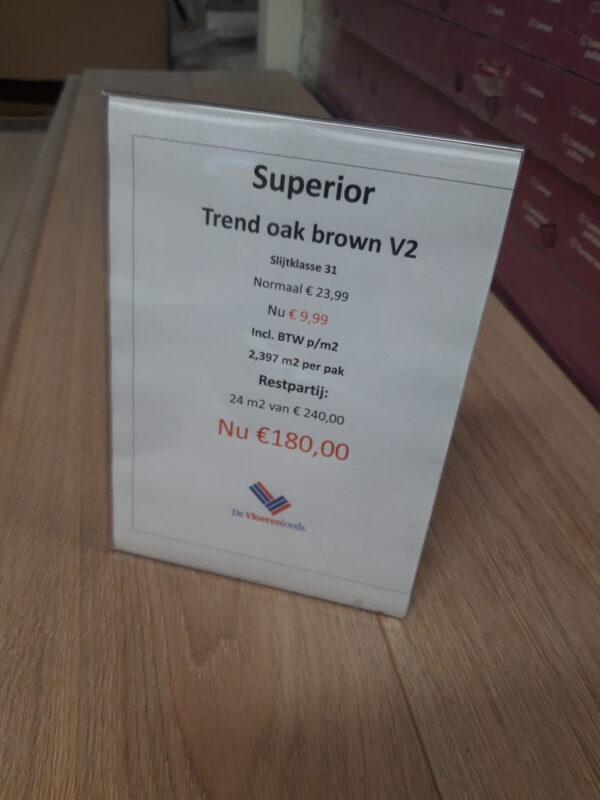 Superior
Trend oak brown V2
Slijtklasse 31
Normaal € 23,99
Nu € 9,99
Incl. BTW p/m2
2,397 m2 per pak
Restpartij:
24 m2 van € 240,00
Nu €180,00
De Vloerenloods